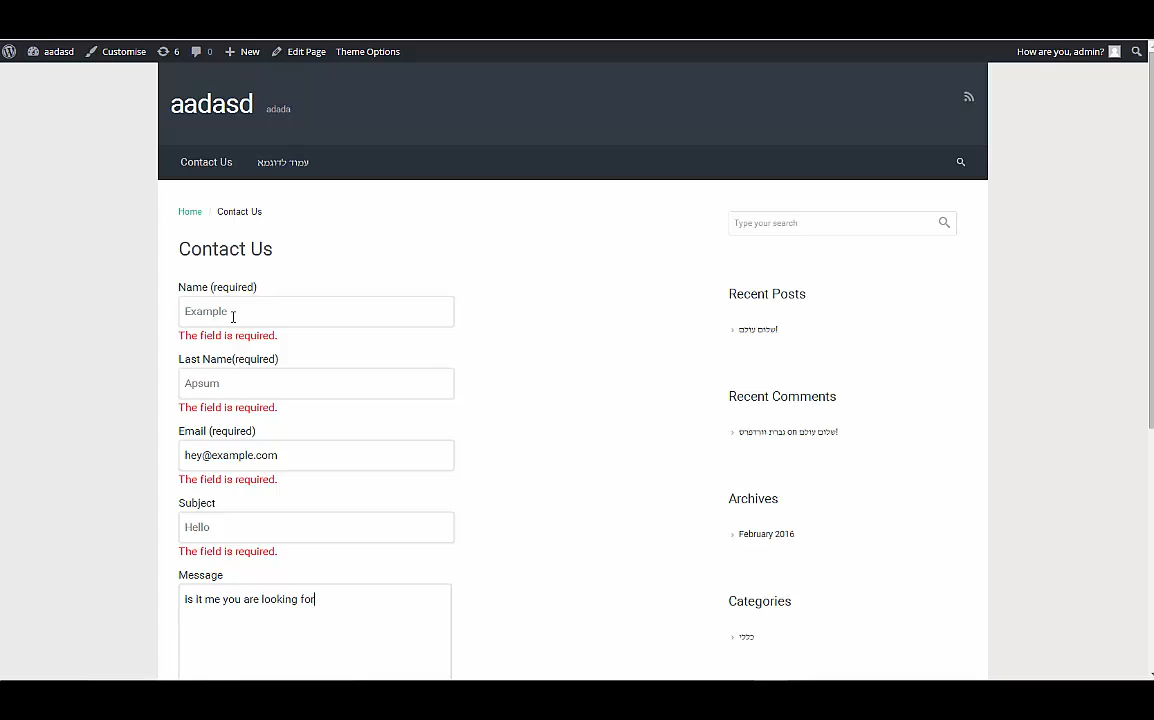 aadasd Customise 6 0 New Edit Page Theme Options How are you, admin?
aadasd adada
Contact Us עמוד לדוגמא
Home / Contact Us
Type your search
Contact Us
Name (required)
Example
The field is required.
Last Name(required)
Apsum
The field is required.
Email (required)
hey@example.com
The field is required.
Subject
Hello
The field is required.
Message
is it me you are looking for
Recent Posts
שלום עולם!
Recent Comments
גברת וורדפרס on שלום עולם!
Archives
February 2016
Categories
כללי